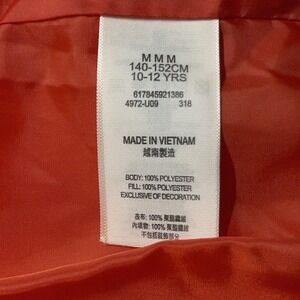 M M M
140-152CM
10-12 YRS
617845921386
4972-U09 318
MADE IN VIETNAM
越南製造
BODY: 100% POLYESTER
FILL: 100% POLYESTER
EXCLUSIVE OF DECORATION
表布: 100% 聚酯纖維
內填物: 100% 聚酯纖維
不包括裝飾部分